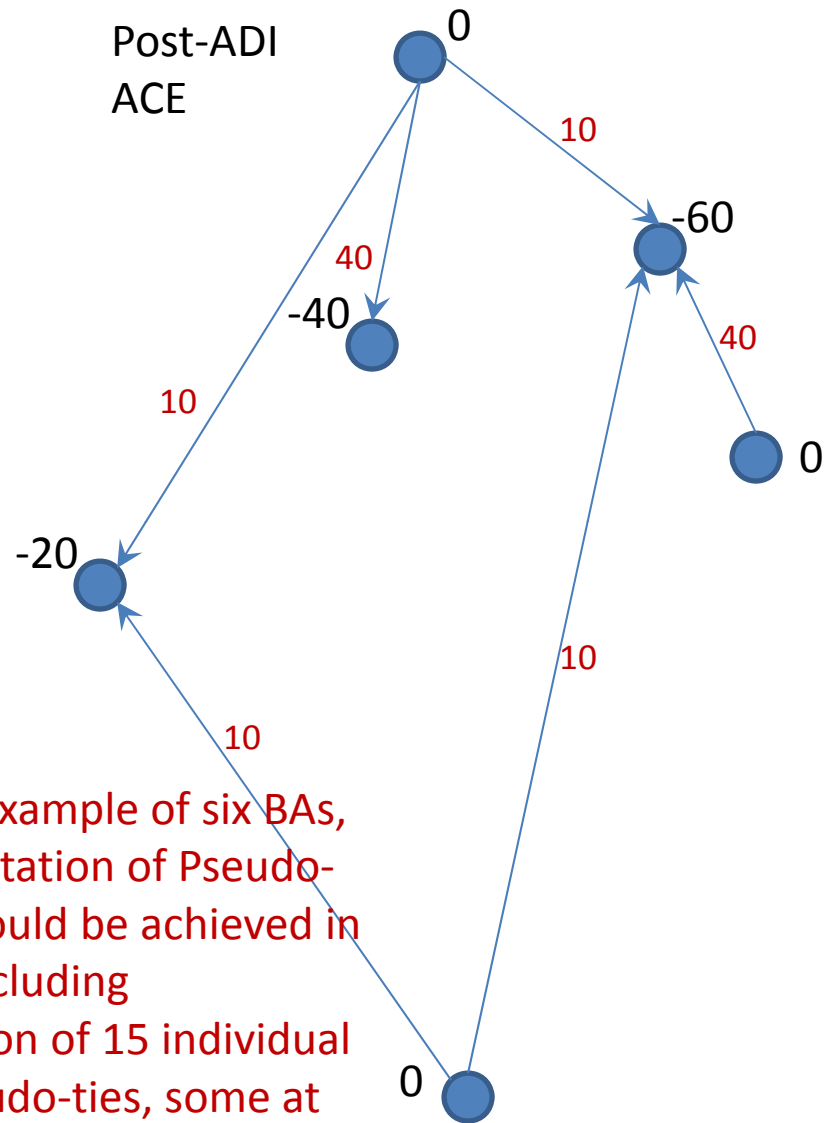 Post-ADI
ACE
0
10
-60
40
-40
40
10
0
-20
10
10
xample of six BAs,
tation of Pseudo-
ould be achieved in
cluding
on of 15 individual
udo-ties, some at
0